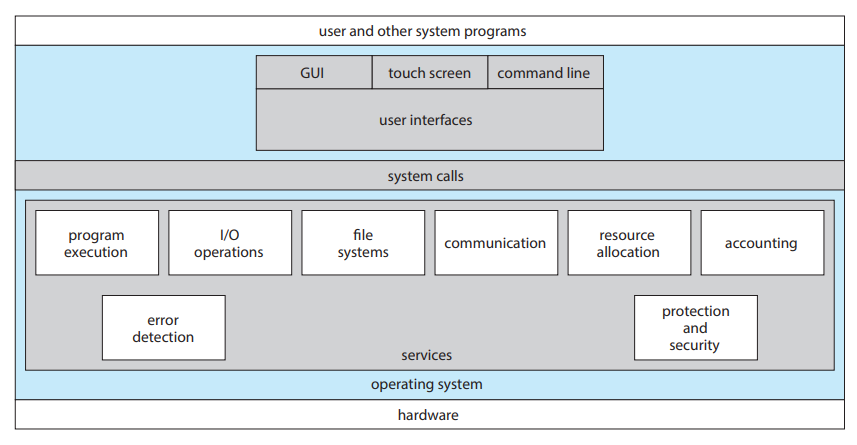 user and other system programs
GUI
touch screen
command line
user interfaces
system calls
program
execution
I/O
operations
file
systems
communication
resource
allocation
accounting
error
detection
protection
and
security
services
operating system
hardware